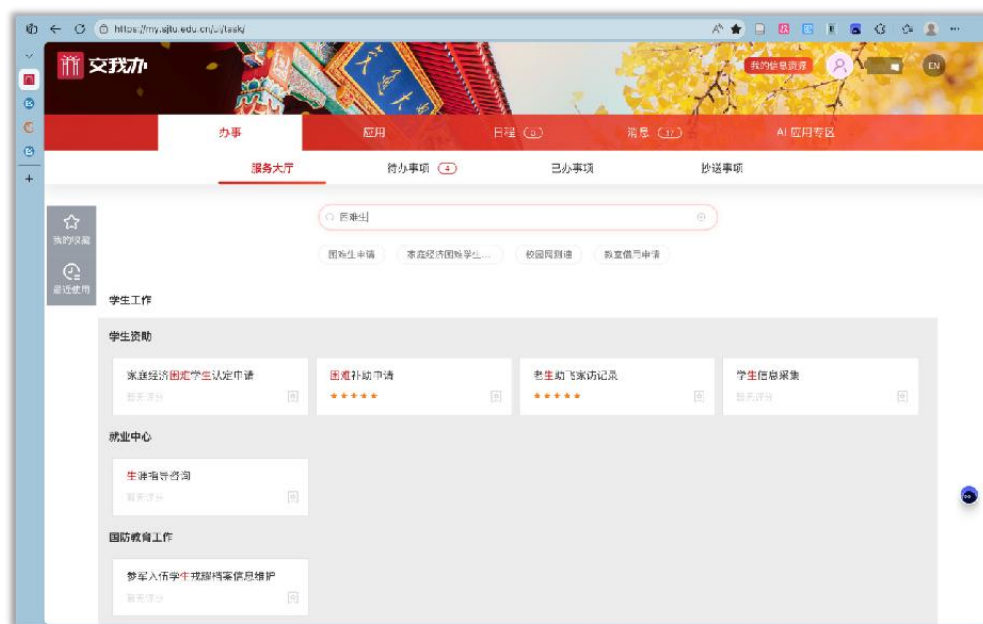 https://my.sjtu.edu.cn/ui/task/
交我办
我的信息资源
EN
办事
应用
日程 (0)
消息 (17)
AI 应用专区
服务大厅
待办事项 (4)
已办事项
抄送事项
困难生
困难生申请
家庭经济困难学生...
校园网测速
教室借用申请
我的收藏
最近使用
学生工作
学生资助
家庭经济困难学生认定申请
暂无评分
困难补助申请
老生助飞家访记录
学生信息采集
暂无评分
就业中心
生涯指导咨询
暂无评分
国防教育工作
参军入伍学生戎耀档案信息维护
暂无评分